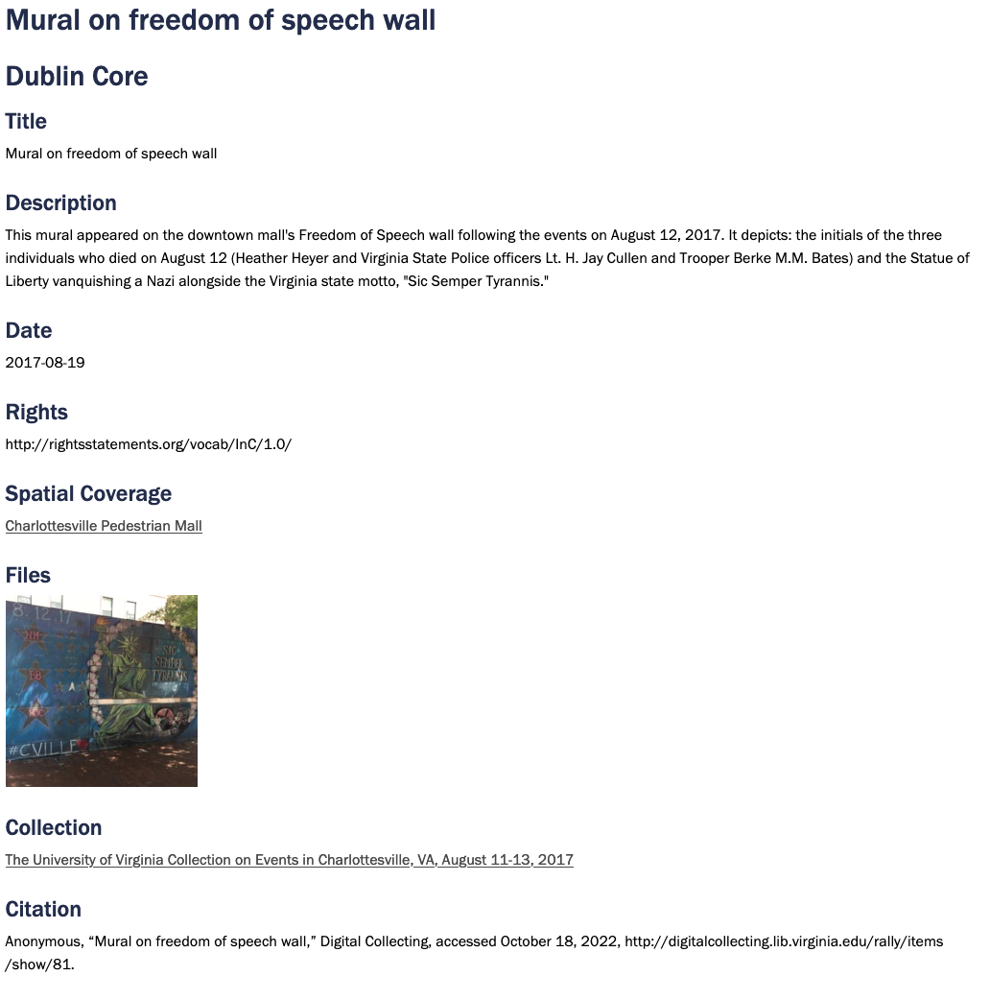 Mural on freedom of speech wall
Dublin Core
Title
Mural on freedom of speech wall
Description
This mural appeared on the downtown mall's Freedom of Speech wall following the events on August 12, 2017. It depicts: the initials of the three
individuals who died on August 12 (Heather Heyer and Virginia State Police officers Lt. H. Jay Cullen and Trooper Berke M.M. Bates) and the Statue of
Liberty vanquishing a Nazi alongside the Virginia state motto, "Sic Semper Tyrannis."
Date
2017-08-19
Rights
http://rightsstatements.org/vocab/InC/1.0/
Spatial Coverage
Charlottesville Pedestrian Mall
Files
8.12.17
HH
SIC
SEMPER
TYRANNIS
BB
A
#CVILLE
Collection
The University of Virginia Collection on Events in Charlottesville, VA, August 11-13, 2017
Citation
Anonymous, “Mural on freedom of speech wall,” Digital Collecting, accessed October 18, 2022, http://digitalcollecting.lib.virginia.edu/rally/items
/show/81.